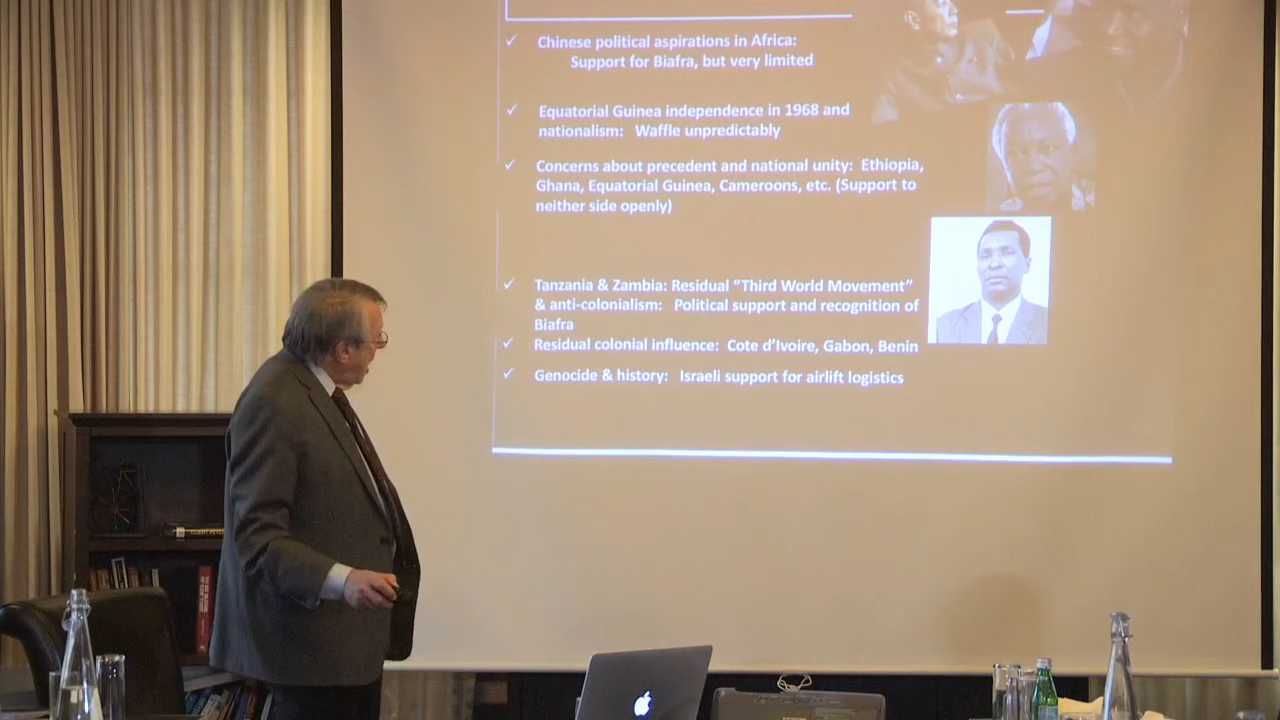 Chinese political aspirations in Africa:
Support for Biafra, but very limited
Equatorial Guinea independence in 1968 and
nationalism: Waffle unpredictably
Concerns about precedent and national unity: Ethiopia,
Ghana, Equatorial Guinea, Cameroons, etc. (Support to
neither side openly)
Tanzania & Zambia: Residual “Third World Movement”
& anti-colonialism: Political support and recognition of
Biafra
Residual colonial influence: Cote d’Ivoire, Gabon, Benin
Genocide & history: Israeli support for airlift logistics